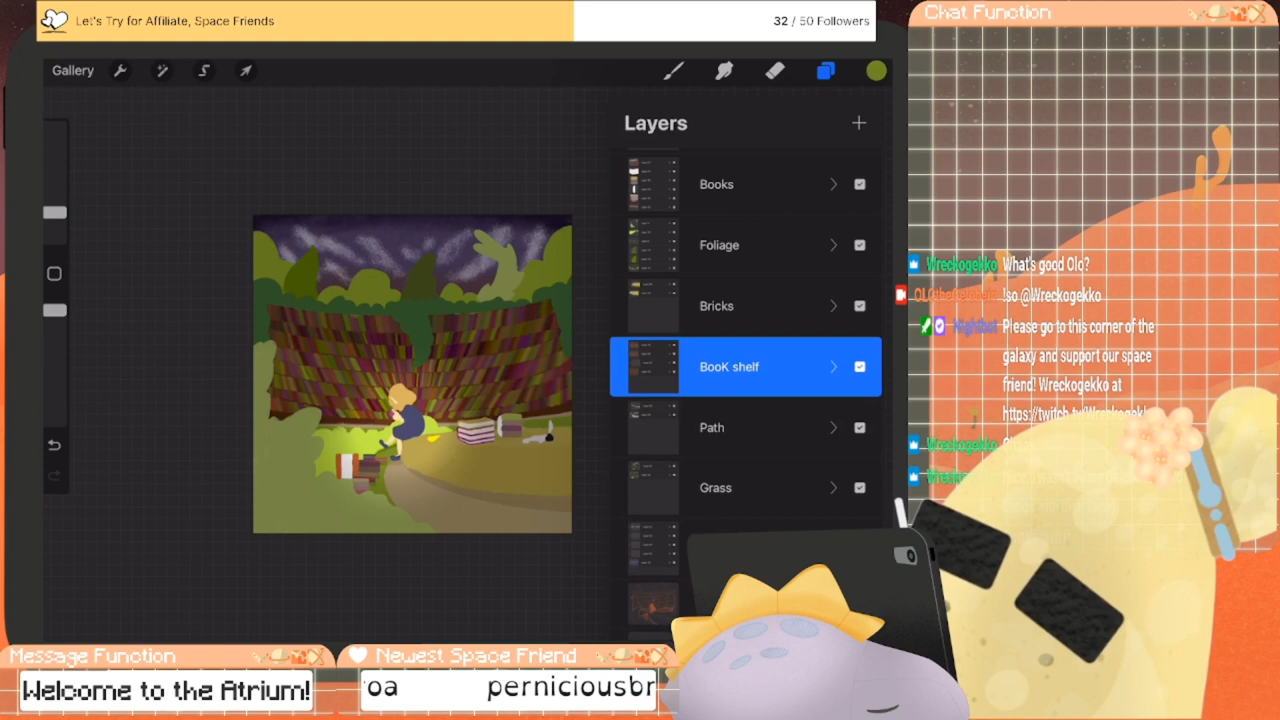 Let's Try for Affiliate, Space Friends
32 / 50 Followers
Chat Function
Gallery
Layers
Books
Foliage
Bricks
BooK shelf
Path
Grass
Wreckogekko What's good Olo?
!so @Wreckogekko
Nightbot Please go to this corner of the
galaxy and support our space
friend! Wreckogekko at
Message Function
Newest Space Friend
Welcome to the Atrium!
oa perniciousbr